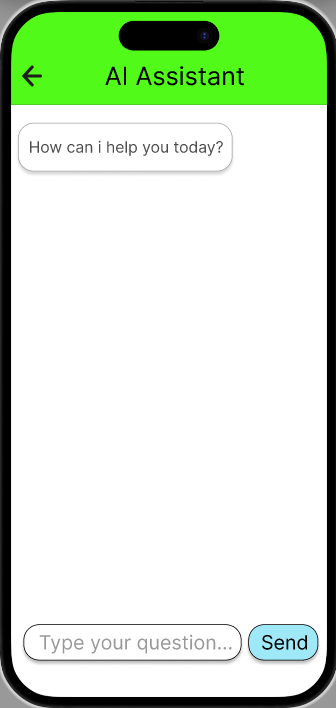 AI Assistant
How can i help you today?
Type your question...
Send